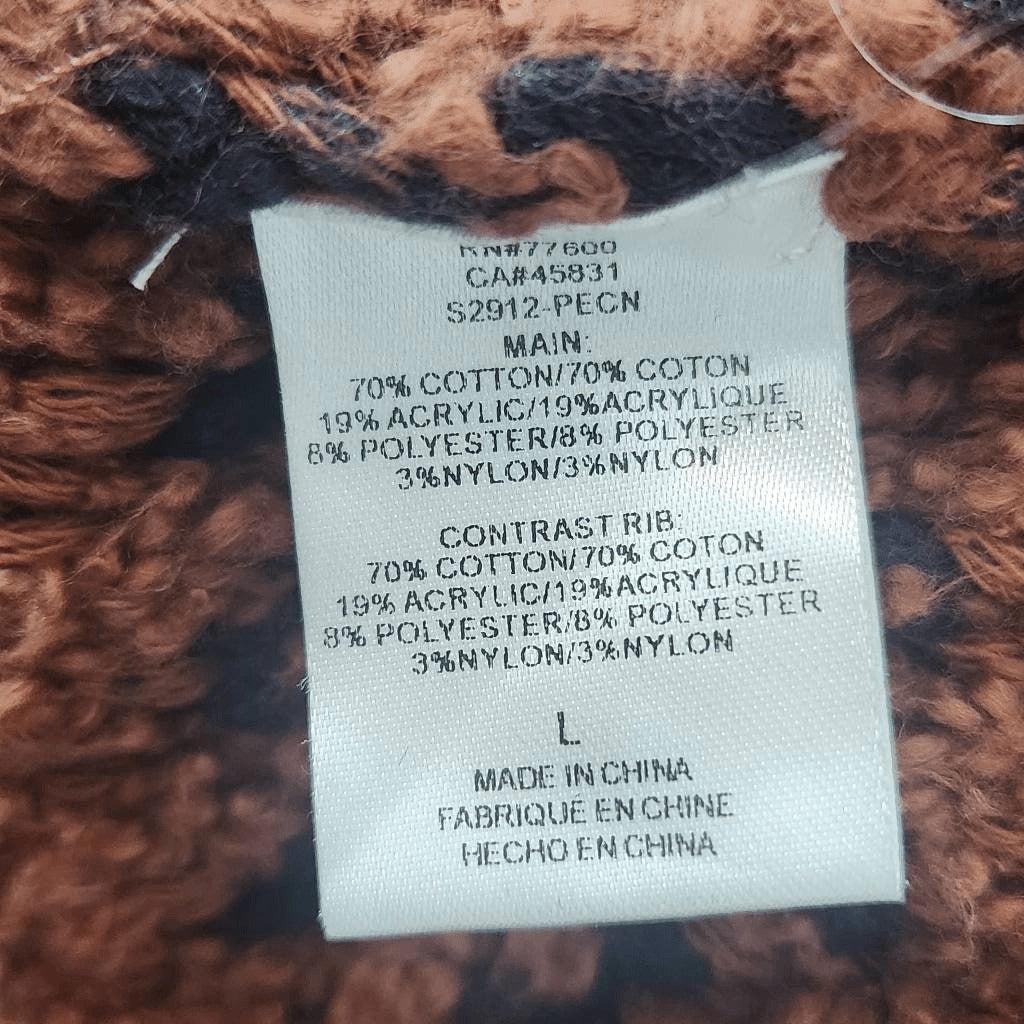 RN#77600
CA#45831
S2912-PECN
MAIN:
70% COTTON/70% COTON
19% ACRYLIC/19%ACRYLIQUE
8% POLYESTER/8% POLYESTER
3%NYLON/3%NYLON
CONTRAST RIB:
70% COTTON/70% COTON
19% ACRYLIC/19%ACRYLIQUE
8% POLYESTER/8% POLYESTER
3%NYLON/3%NYLON
L
MADE IN CHINA
FABRIQUÉ EN CHINE
HECHO EN CHINA